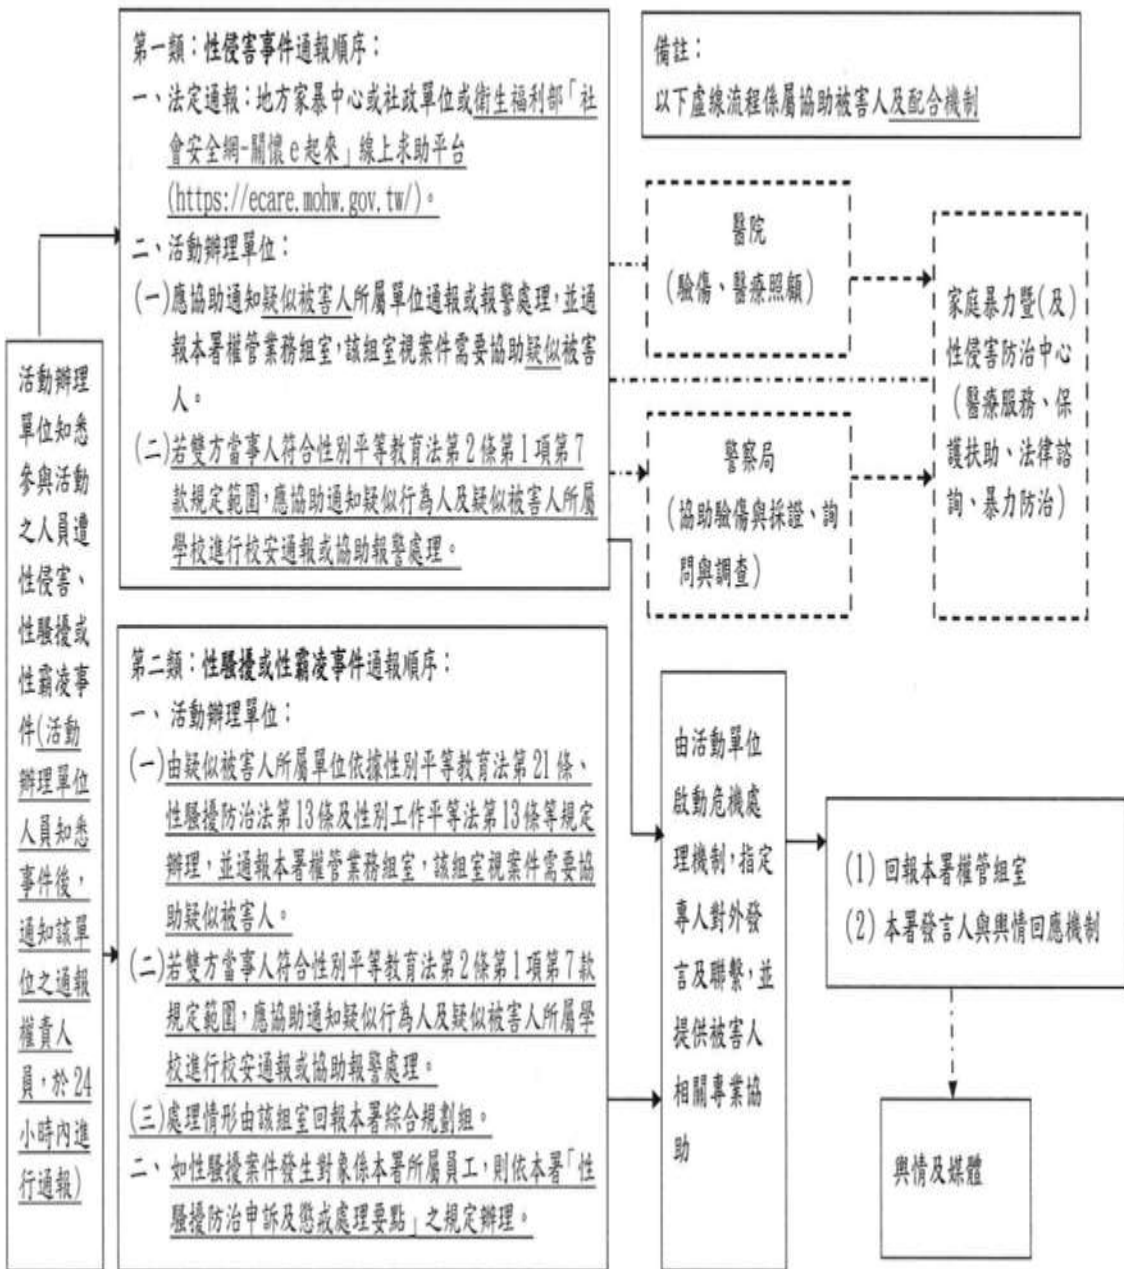 活動辦理
單位知悉
參與活動
之人員遭
性侵害、
性騷擾或
性霸凌事
件(活動
辦理單位
人員知悉
事件後，
通知該單
位之通報
權責人
員，於24
小時內進
行通報)
第一類：性侵害事件通報順序：
一、法定通報：地方家暴中心或社政單位或衛生福利部「社
會安全網-關懷e起來」線上求助平台
(https://ecare.mohw.gov.tw/)。
二、活動辦理單位：
(一)應協助通知疑似被害人所屬單位通報或報警處理，並通
報本署權管業務組室，該組室視案件需要協助疑似被害
人。
(二)若雙方當事人符合性別平等教育法第2條第1項第7
款規定範圍，應協助通知疑似行為人及疑似被害人所屬
學校進行校安通報或協助報警處理。
第二類：性騷擾或性霸凌事件通報順序：
一、活動辦理單位：
(一)由疑似被害人所屬單位依據性別平等教育法第21條、
性騷擾防治法第13條及性別工作平等法第13條等規定
辦理，並通報本署權管業務組室，該組室視案件需要協
助疑似被害人。
(二)若雙方當事人符合性別平等教育法第2條第1項第7款
規定範圍，應協助通知疑似行為人及疑似被害人所屬學
校進行校安通報或協助報警處理。
(三)處理情形由該組室回報本署綜合規劃組。
二、如性騷擾案件發生對象係本署所屬員工，則依本署「性
騷擾防治申訴及懲戒處理要點」之規定辦理。
備註：
以下虛線流程係屬協助被害人及配合機制
醫院
(驗傷、醫療照顧)
警察局
(協助驗傷與採證、詢
問與調查)
家庭暴力暨(及)
性侵害防治中心
(醫療服務、保
護扶助、法律諮
詢、暴力防治)
由活動單位
啟動危機處
理機制，指定
專人對外發
言及聯繫，並
提供被害人
相關專業協
助
(1) 回報本署權管組室
(2) 本署發言人與輿情回應機制
輿情及媒體